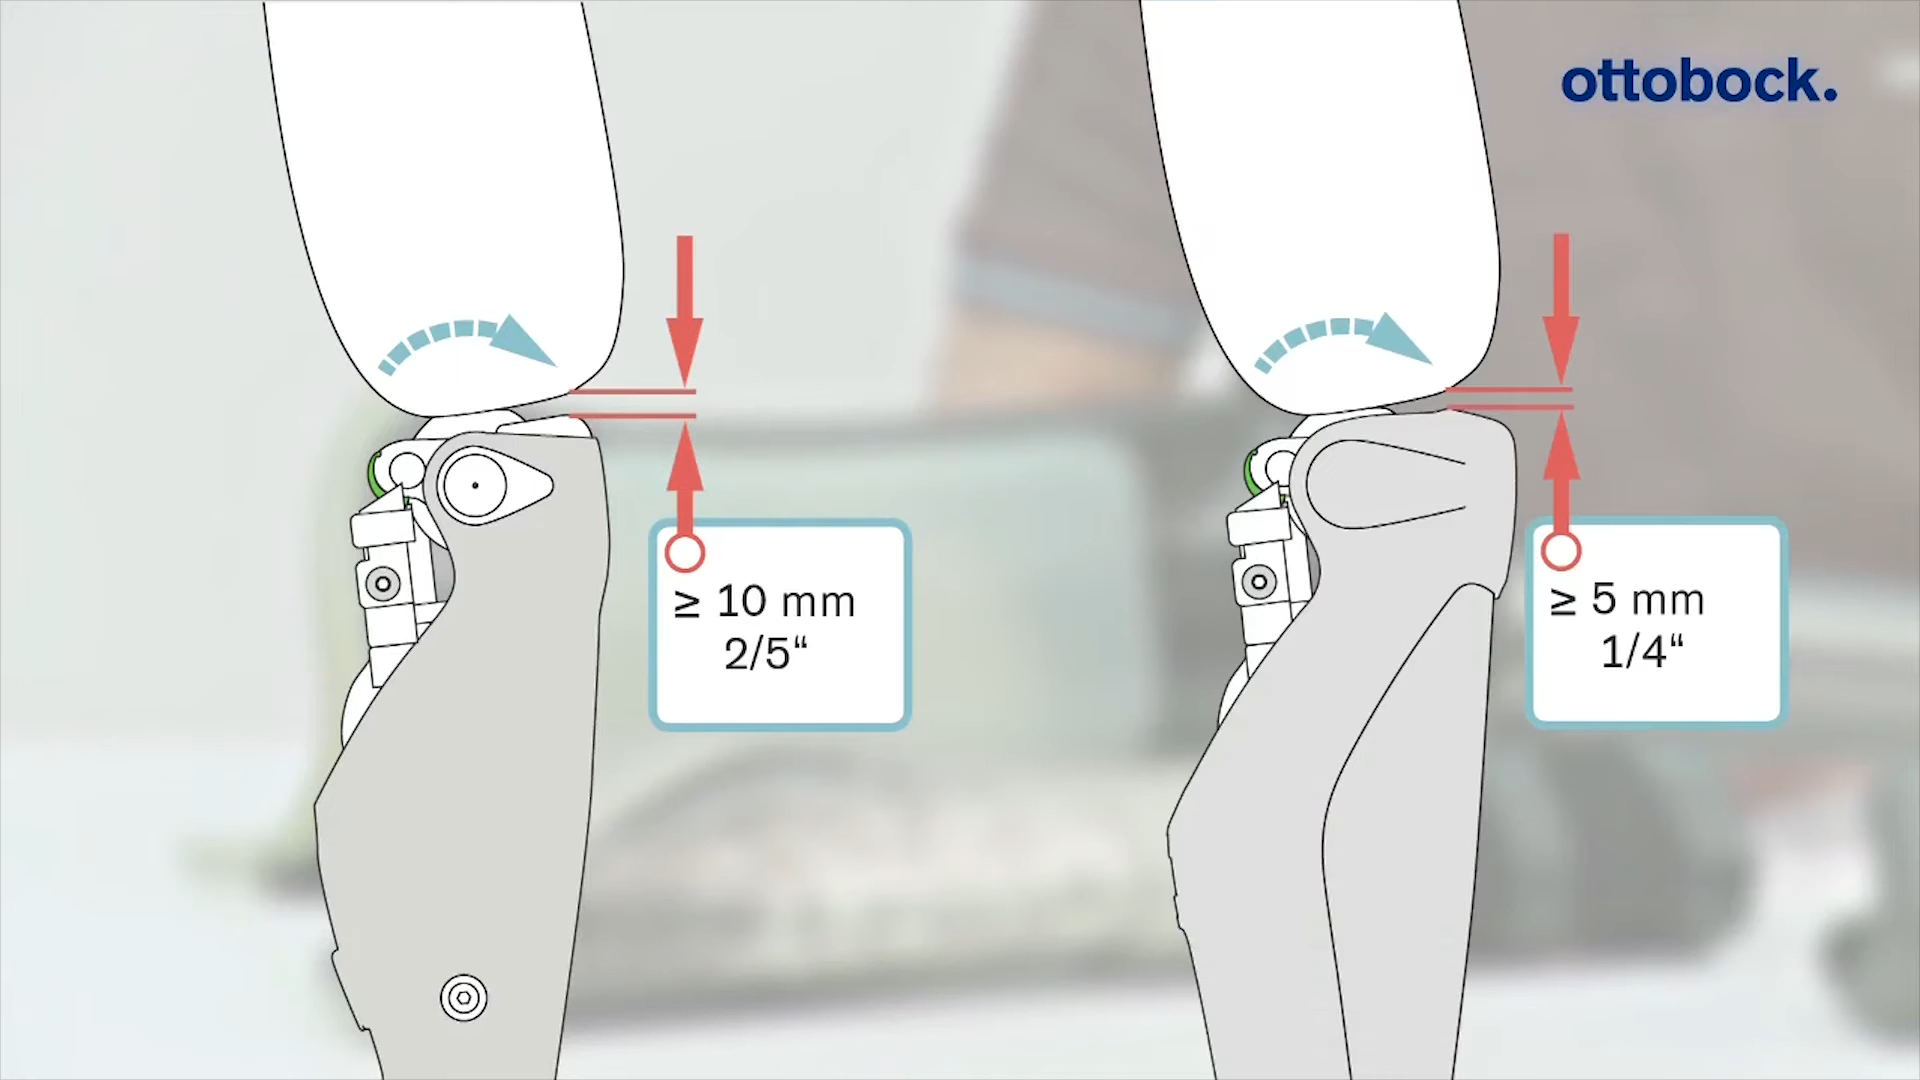 ottobock.
≥ 10 mm
2/5“
≥ 5 mm
1/4“